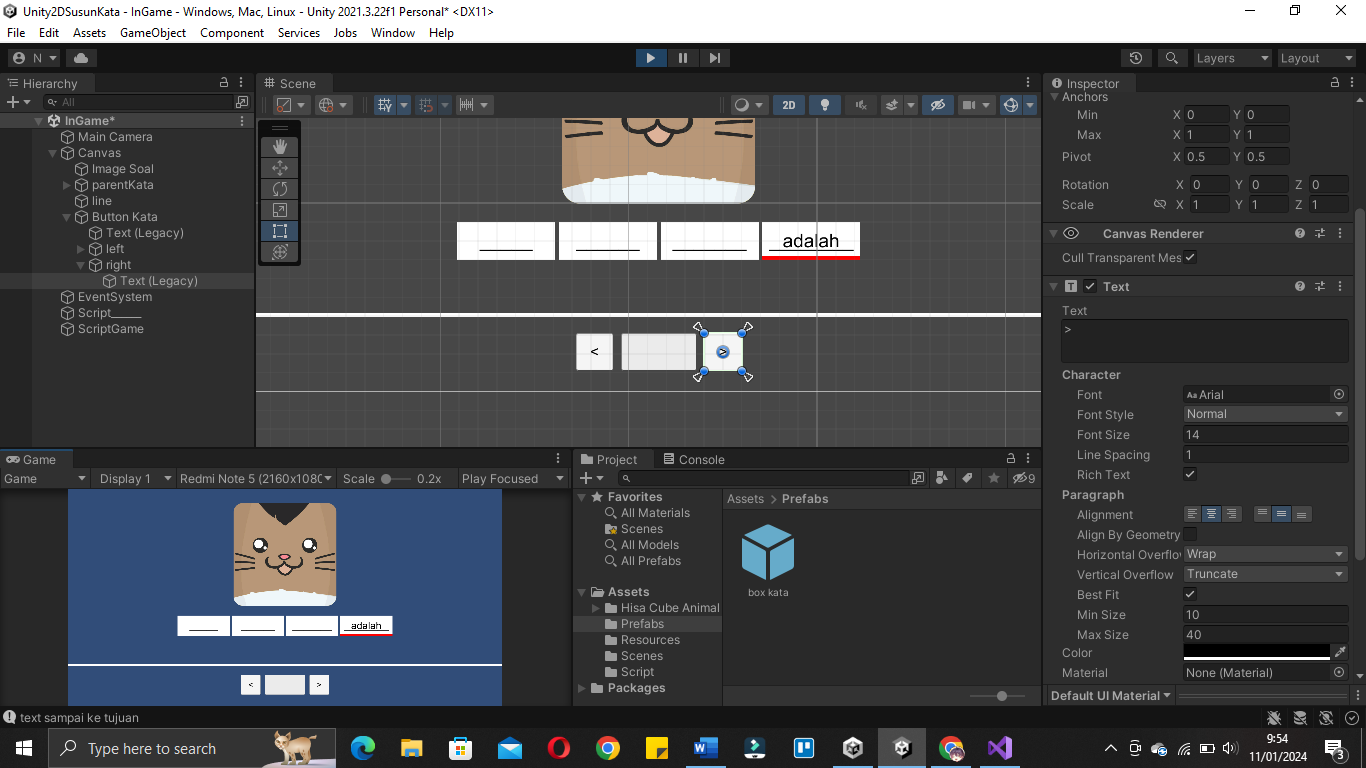 Unity2DSusunKata - InGame - Windows, Mac, Linux - Unity 2021.3.22f1 Personal* <DX11>
File Edit Assets GameObject Component Services Jobs Window Help
N
Layers
Layout
Hierarchy
All
InGame*
Main Camera
Canvas
Image Soal
parentKata
line
Button Kata
Text (Legacy)
left
right
Text (Legacy)
EventSystem
Script_____
ScriptGame
Scene
2D
adalah
<
>
Inspector
Anchors
Min X 0 Y 0
Max X 1 Y 1
Pivot X 0.5 Y 0.5
Rotation X 0 Y 0 Z 0
Scale X 1 Y 1 Z 1
Canvas Renderer
Cull Transparent Mes
Text
Text
>
Character
Font Aa Arial
Font Style Normal
Font Size 14
Line Spacing 1
Rich Text
Paragraph
Alignment
Align By Geometry
Horizontal Overflow Wrap
Vertical Overflow Truncate
Best Fit
Min Size 10
Max Size 40
Color
Material None (Material)
Default UI Material
Game
Game Display 1 Redmi Note 5 (2160x1080 Scale 0.2x Play Focused
adalah
<
>
Project Console
9
Favorites
All Materials
Scenes
All Models
All Prefabs
Assets
Hisa Cube Animal
Prefabs
Resources
Scenes
Script
Packages
Assets > Prefabs
box kata
text sampai ke tujuan
Type here to search
9:54
11/01/2024
3